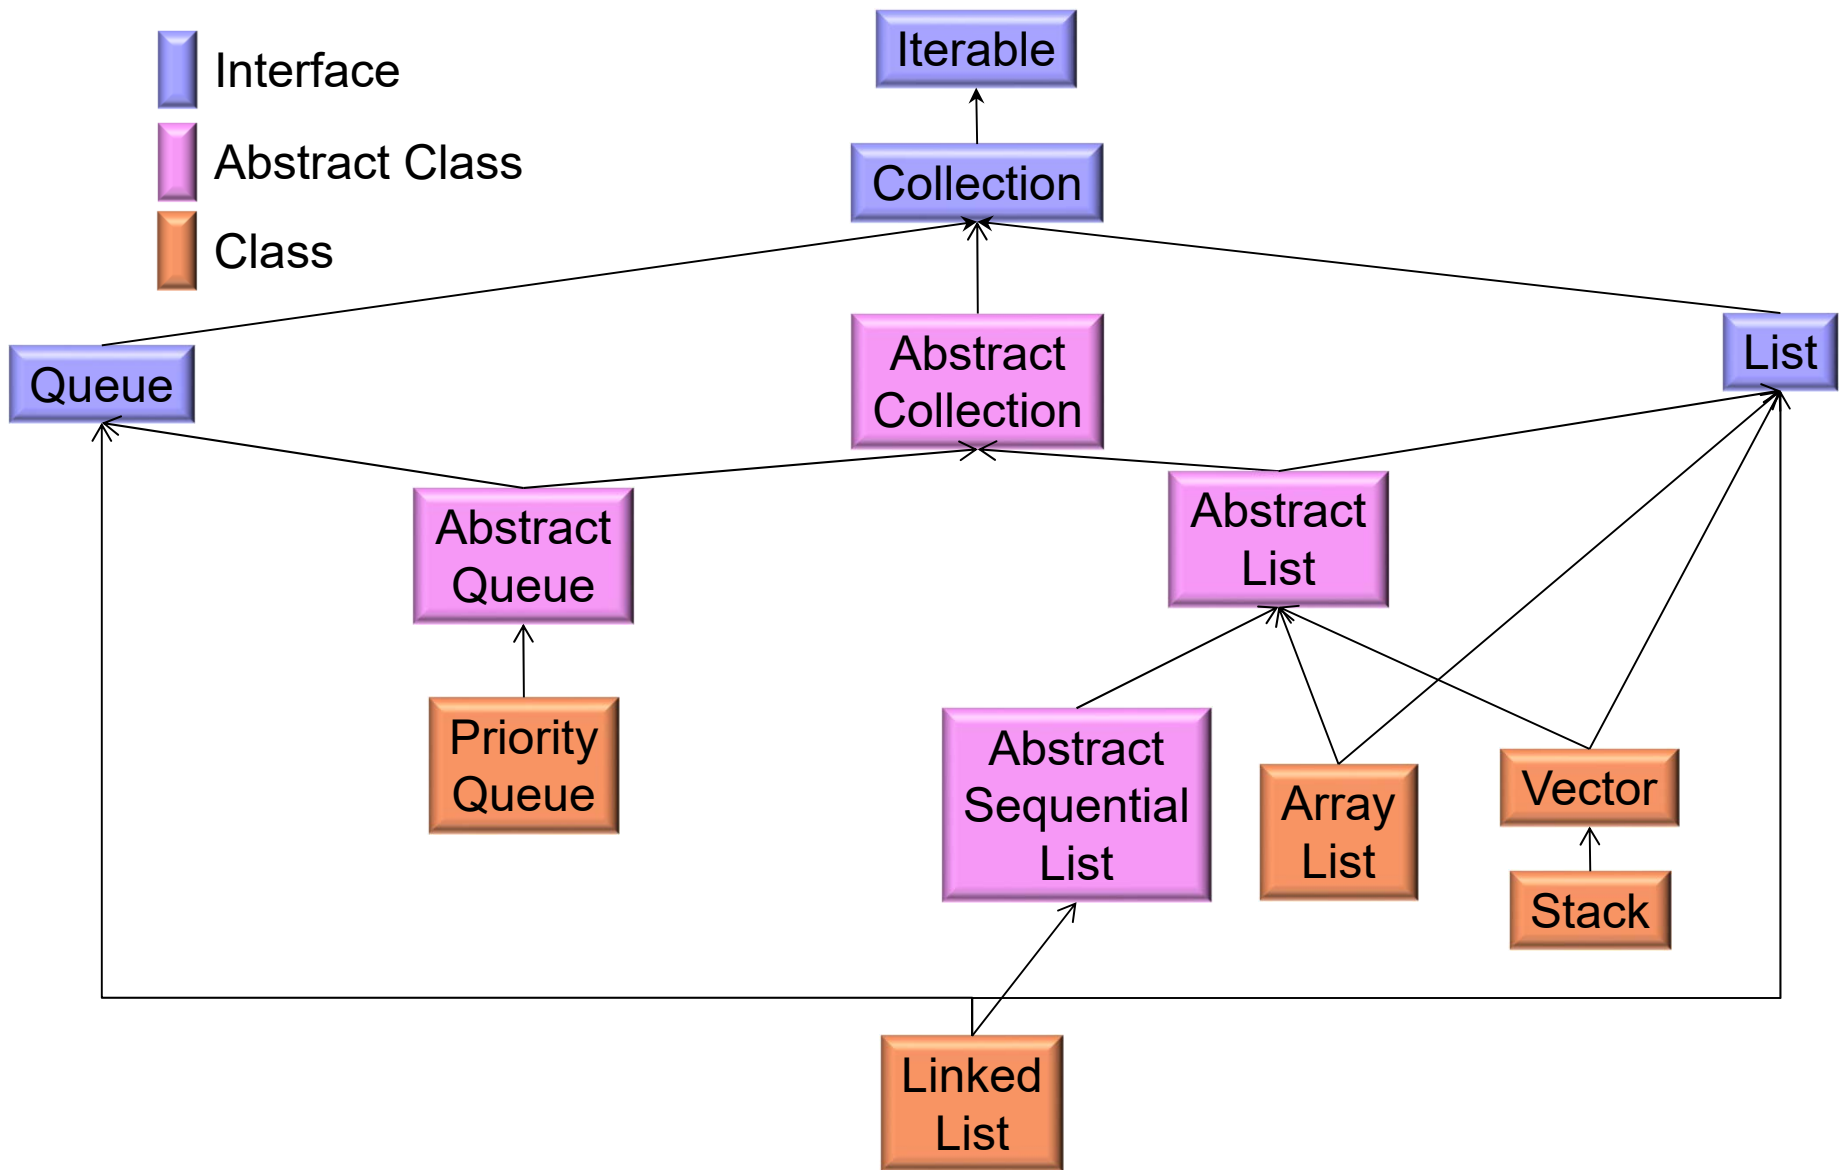 Interface
Abstract Class
Class
Iterable
Collection
Queue
Abstract
Collection
List
Abstract
Queue
Abstract
List
Priority
Queue
Abstract
Sequential
List
Array
List
Vector
Stack
Linked
List